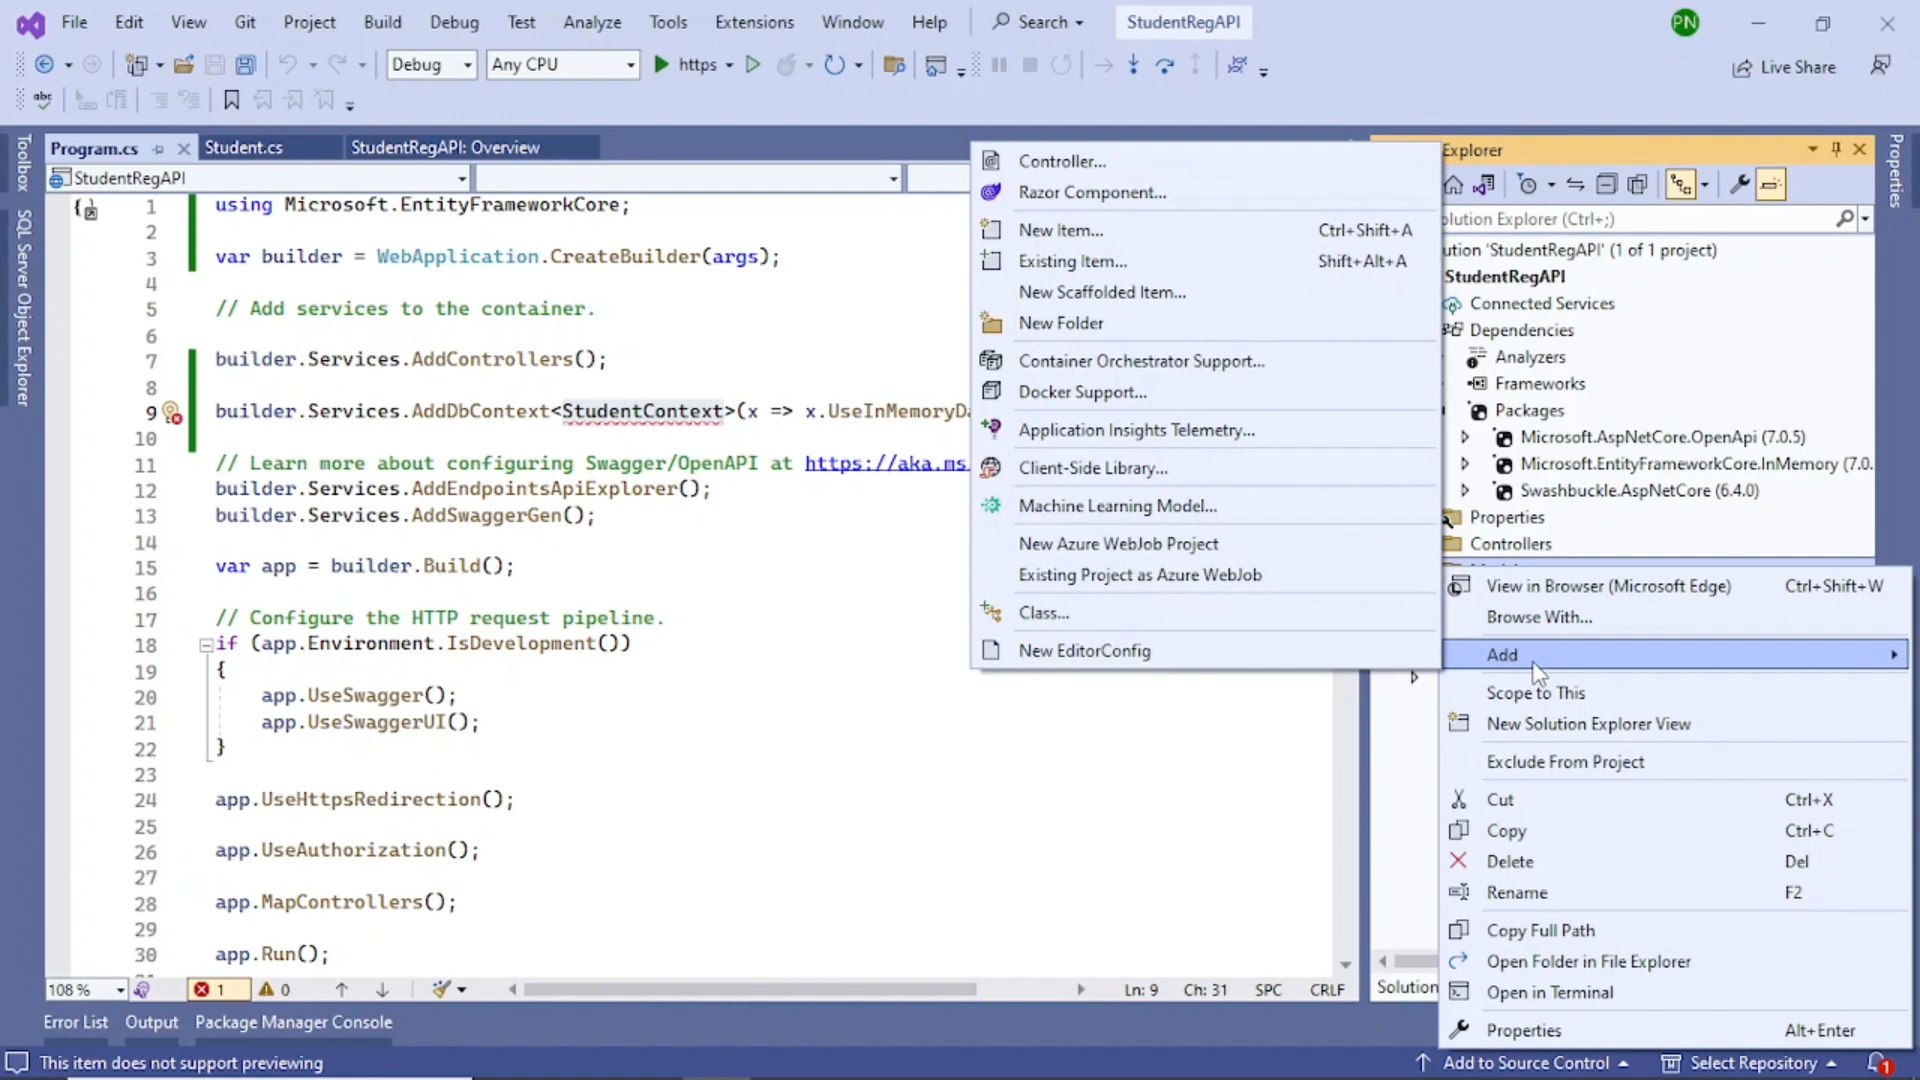 File Edit View Git Project Build Debug Test Analyze Tools Extensions Window Help Search StudentRegAPI PN
Debug Any CPU https Live Share
abc
Toolbox
SQL Server Object Explorer
Program.cs Student.cs StudentRegAPI: Overview
StudentRegAPI
1 using Microsoft.EntityFrameworkCore;
2
3 var builder = WebApplication.CreateBuilder(args);
4
5 // Add services to the container.
6
7 builder.Services.AddControllers();
8
9 builder.Services.AddDbContext<StudentContext>(x => x.UseInMemoryDa
10
11 // Learn more about configuring Swagger/OpenAPI at https://aka.ms
12 builder.Services.AddEndpointsApiExplorer();
13 builder.Services.AddSwaggerGen();
14
15 var app = builder.Build();
16
17 // Configure the HTTP request pipeline.
18 if (app.Environment.IsDevelopment())
19 {
20 app.UseSwagger();
21 app.UseSwaggerUI();
22 }
23
24 app.UseHttpsRedirection();
25
26 app.UseAuthorization();
27
28 app.MapControllers();
29
30 app.Run();
Controller...
Razor Component...
New Item... Ctrl+Shift+A
Existing Item... Shift+Alt+A
New Scaffolded Item...
New Folder
Container Orchestrator Support...
Docker Support...
Application Insights Telemetry...
Client-Side Library...
Machine Learning Model...
New Azure WebJob Project
Existing Project as Azure WebJob
Class...
New EditorConfig
Explorer
olution Explorer (Ctrl+;)
ution 'StudentRegAPI' (1 of 1 project)
StudentRegAPI
Connected Services
Dependencies
Analyzers
Frameworks
Packages
Microsoft.AspNetCore.OpenApi (7.0.5)
Microsoft.EntityFrameworkCore.InMemory (7.0.
Swashbuckle.AspNetCore (6.4.0)
Properties
Controllers
Properties
View in Browser (Microsoft Edge) Ctrl+Shift+W
Browse With...
Add
Scope to This
New Solution Explorer View
Exclude From Project
Cut Ctrl+X
Copy Ctrl+C
Delete Del
Rename F2
Copy Full Path
Open Folder in File Explorer
Open in Terminal
Properties Alt+Enter
108 % 1 0 Ln: 9 Ch: 31 SPC CRLF
Solution
Error List Output Package Manager Console
This item does not support previewing Add to Source Control Select Repository 1